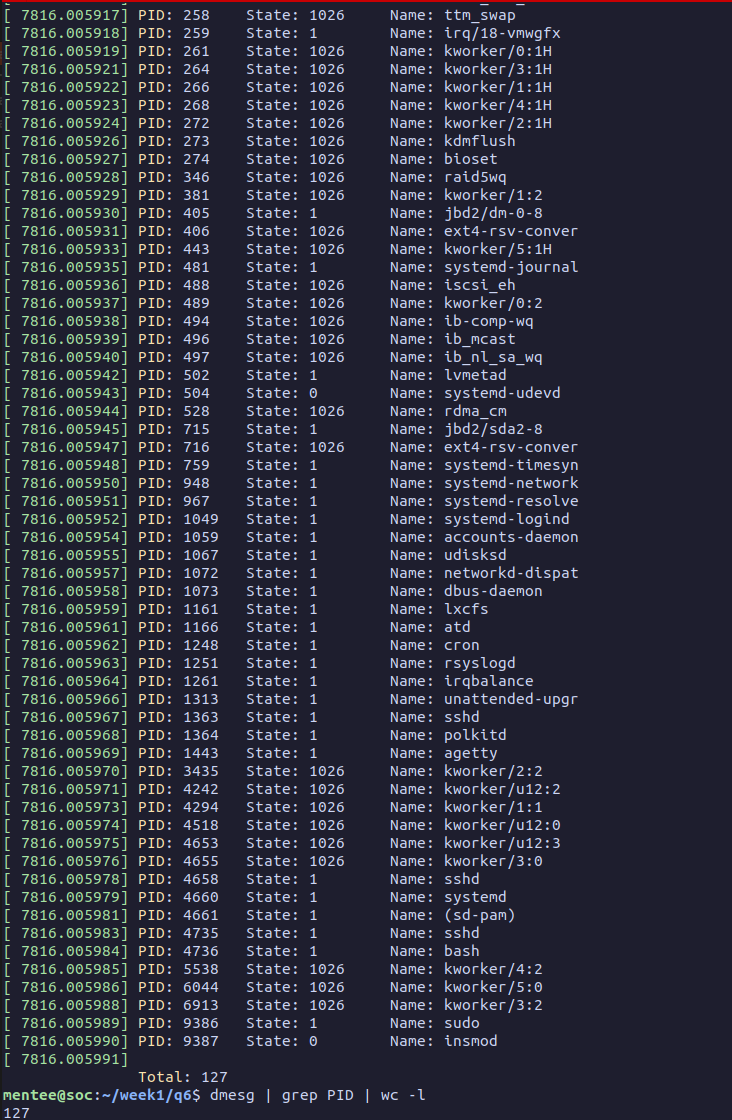 [ 7816.005917] PID: 258 State: 1026 Name: ttm_swap
[ 7816.005918] PID: 259 State: 1 Name: irq/18-vmwgfx
[ 7816.005919] PID: 261 State: 1026 Name: kworker/0:1H
[ 7816.005921] PID: 264 State: 1026 Name: kworker/3:1H
[ 7816.005922] PID: 266 State: 1026 Name: kworker/1:1H
[ 7816.005923] PID: 268 State: 1026 Name: kworker/4:1H
[ 7816.005924] PID: 272 State: 1026 Name: kworker/2:1H
[ 7816.005926] PID: 273 State: 1026 Name: kdmflush
[ 7816.005927] PID: 274 State: 1026 Name: bioset
[ 7816.005928] PID: 346 State: 1026 Name: raid5wq
[ 7816.005929] PID: 381 State: 1026 Name: kworker/1:2
[ 7816.005930] PID: 405 State: 1 Name: jbd2/dm-0-8
[ 7816.005931] PID: 406 State: 1026 Name: ext4-rsv-conver
[ 7816.005933] PID: 443 State: 1026 Name: kworker/5:1H
[ 7816.005935] PID: 481 State: 1 Name: systemd-journal
[ 7816.005936] PID: 488 State: 1026 Name: iscsi_eh
[ 7816.005937] PID: 489 State: 1026 Name: kworker/0:2
[ 7816.005938] PID: 494 State: 1026 Name: ib-comp-wq
[ 7816.005939] PID: 496 State: 1026 Name: ib_mcast
[ 7816.005940] PID: 497 State: 1026 Name: ib_nl_sa_wq
[ 7816.005942] PID: 502 State: 1 Name: lvmetad
[ 7816.005943] PID: 504 State: 0 Name: systemd-udevd
[ 7816.005944] PID: 528 State: 1026 Name: rdma_cm
[ 7816.005945] PID: 715 State: 1 Name: jbd2/sda2-8
[ 7816.005947] PID: 716 State: 1026 Name: ext4-rsv-conver
[ 7816.005948] PID: 759 State: 1 Name: systemd-timesyn
[ 7816.005950] PID: 948 State: 1 Name: systemd-network
[ 7816.005951] PID: 967 State: 1 Name: systemd-resolve
[ 7816.005952] PID: 1049 State: 1 Name: systemd-logind
[ 7816.005954] PID: 1059 State: 1 Name: accounts-daemon
[ 7816.005955] PID: 1067 State: 1 Name: udisksd
[ 7816.005957] PID: 1072 State: 1 Name: networkd-dispat
[ 7816.005958] PID: 1073 State: 1 Name: dbus-daemon
[ 7816.005959] PID: 1161 State: 1 Name: lxcfs
[ 7816.005961] PID: 1166 State: 1 Name: atd
[ 7816.005962] PID: 1248 State: 1 Name: cron
[ 7816.005963] PID: 1251 State: 1 Name: rsyslogd
[ 7816.005964] PID: 1261 State: 1 Name: irqbalance
[ 7816.005966] PID: 1313 State: 1 Name: unattended-upgr
[ 7816.005967] PID: 1363 State: 1 Name: sshd
[ 7816.005968] PID: 1364 State: 1 Name: polkitd
[ 7816.005969] PID: 1443 State: 1 Name: agetty
[ 7816.005970] PID: 3435 State: 1026 Name: kworker/2:2
[ 7816.005971] PID: 4242 State: 1026 Name: kworker/u12:2
[ 7816.005973] PID: 4294 State: 1026 Name: kworker/1:1
[ 7816.005974] PID: 4518 State: 1026 Name: kworker/u12:0
[ 7816.005975] PID: 4653 State: 1026 Name: kworker/u12:3
[ 7816.005976] PID: 4655 State: 1026 Name: kworker/3:0
[ 7816.005978] PID: 4658 State: 1 Name: sshd
[ 7816.005979] PID: 4660 State: 1 Name: systemd
[ 7816.005981] PID: 4661 State: 1 Name: (sd-pam)
[ 7816.005983] PID: 4735 State: 1 Name: sshd
[ 7816.005984] PID: 4736 State: 1 Name: bash
[ 7816.005985] PID: 5538 State: 1026 Name: kworker/4:2
[ 7816.005986] PID: 6044 State: 1026 Name: kworker/5:0
[ 7816.005988] PID: 6913 State: 1026 Name: kworker/3:2
[ 7816.005989] PID: 9386 State: 1 Name: sudo
[ 7816.005990] PID: 9387 State: 0 Name: insmod
[ 7816.005991]
Total: 127
mentee@soc:~/week1/q6$ dmesg | grep PID | wc -l
127